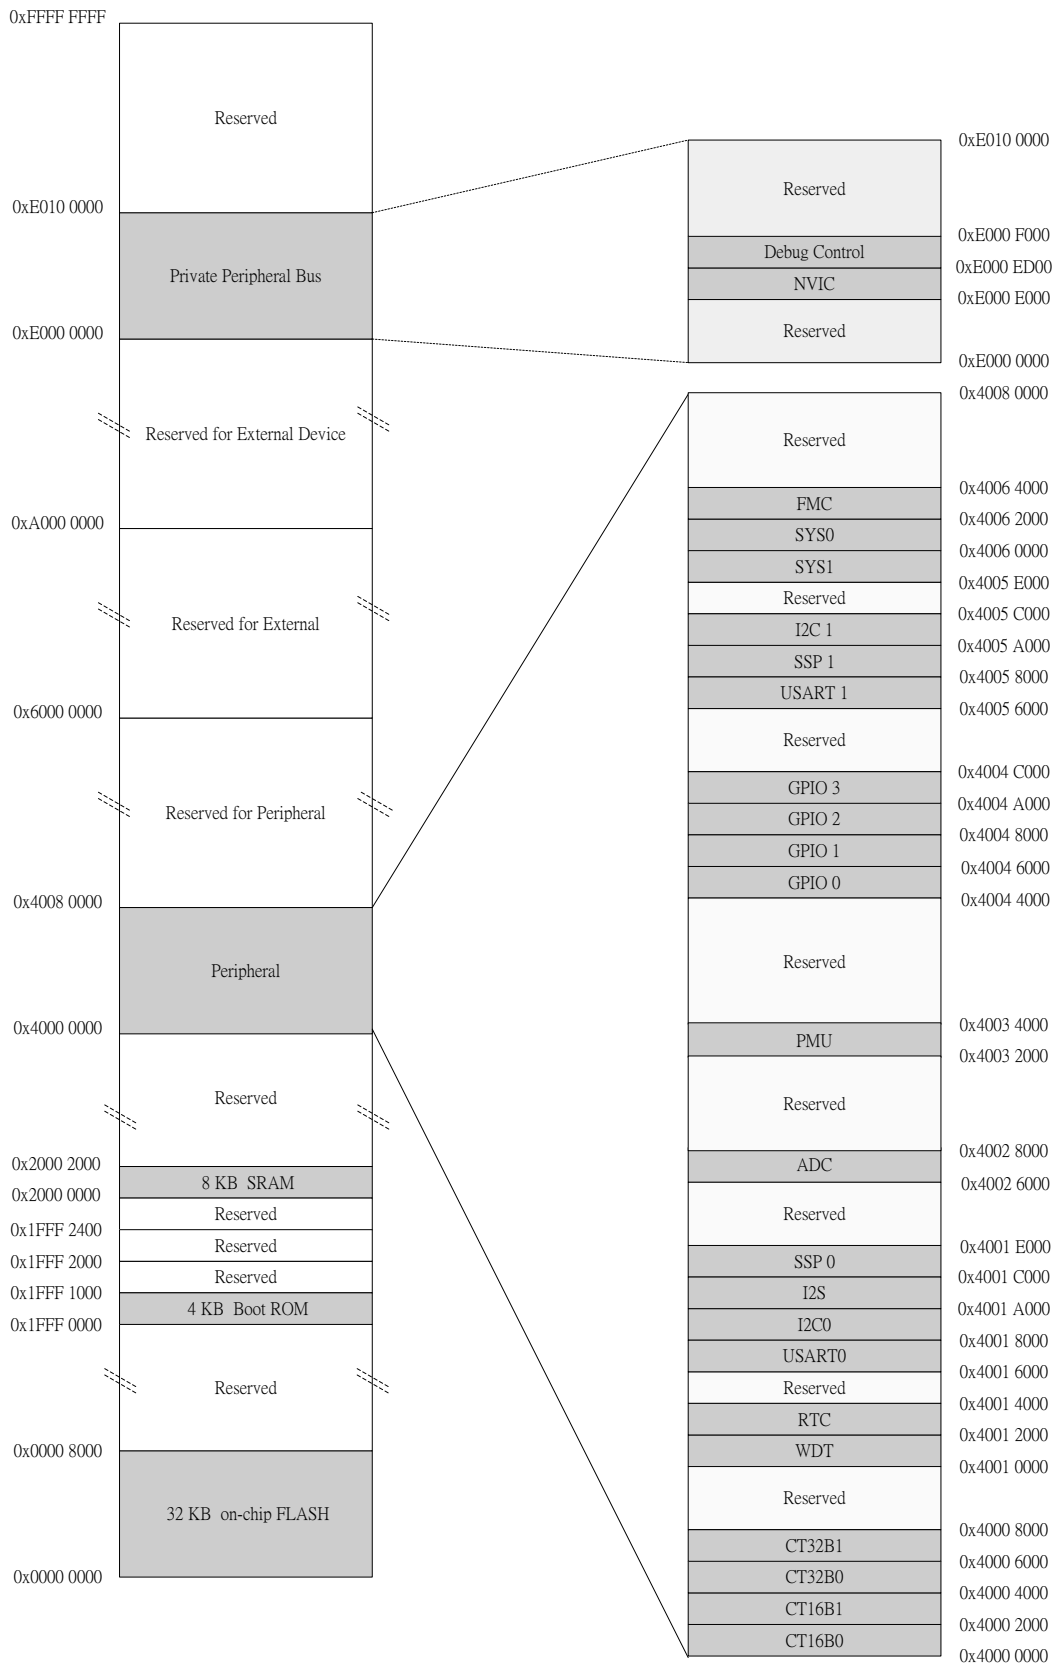 0xFFFF FFFF
Reserved
0xE010 0000
Private Peripheral Bus
0xE000 0000
Reserved for External Device
0xA000 0000
Reserved for External
0x6000 0000
Reserved for Peripheral
0x4008 0000
Peripheral
0x4000 0000
Reserved
0x2000 2000
8 KB SRAM
0x2000 0000
Reserved
0x1FFF 2400
Reserved
0x1FFF 2000
Reserved
0x1FFF 1000
4 KB Boot ROM
0x1FFF 0000
Reserved
0x0000 8000
32 KB on-chip FLASH
0x0000 0000
0xE010 0000
Reserved
0xE000 F000
Debug Control
0xE000 ED00
NVIC
0xE000 E000
Reserved
0xE000 0000
0x4008 0000
Reserved
0x4006 4000
FMC
0x4006 2000
SYS0
0x4006 0000
SYS1
0x4005 E000
Reserved
0x4005 C000
I2C 1
0x4005 A000
SSP 1
0x4005 8000
USART 1
0x4005 6000
Reserved
0x4004 C000
GPIO 3
0x4004 A000
GPIO 2
0x4004 8000
GPIO 1
0x4004 6000
GPIO 0
0x4004 4000
Reserved
0x4003 4000
PMU
0x4003 2000
Reserved
0x4002 8000
ADC
0x4002 6000
Reserved
0x4001 E000
SSP 0
0x4001 C000
I2S
0x4001 A000
I2C0
0x4001 8000
USART0
0x4001 6000
Reserved
0x4001 4000
RTC
0x4001 2000
WDT
0x4001 0000
Reserved
0x4000 8000
CT32B1
0x4000 6000
CT32B0
0x4000 4000
CT16B1
0x4000 2000
CT16B0
0x4000 0000